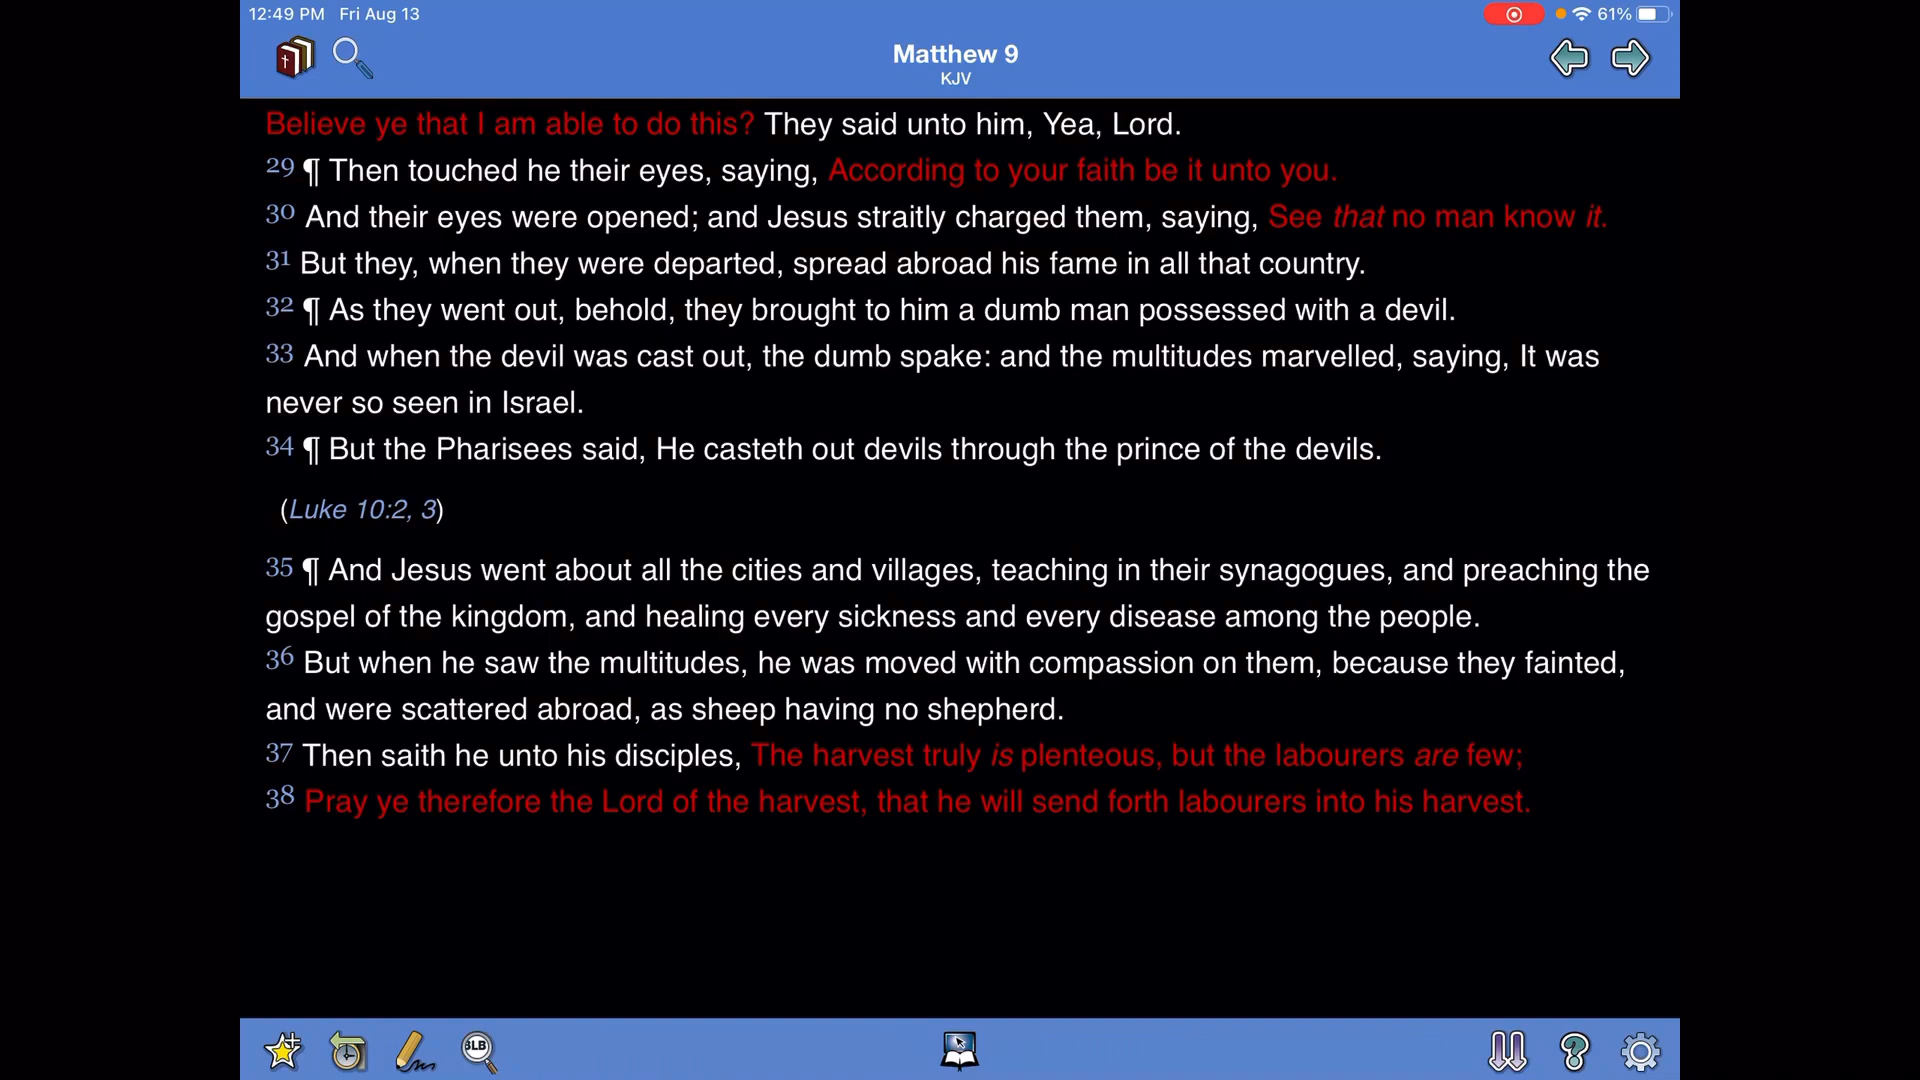 12:49 PM Fri Aug 13 61%
Matthew 9
KJV
Believe ye that I am able to do this? They said unto him, Yea, Lord.
29 ¶ Then touched he their eyes, saying, According to your faith be it unto you.
30 And their eyes were opened; and Jesus straitly charged them, saying, See that no man know it.
31 But they, when they were departed, spread abroad his fame in all that country.
32 ¶ As they went out, behold, they brought to him a dumb man possessed with a devil.
33 And when the devil was cast out, the dumb spake: and the multitudes marvelled, saying, It was
never so seen in Israel.
34 ¶ But the Pharisees said, He casteth out devils through the prince of the devils.
(Luke 10:2, 3)
35 ¶ And Jesus went about all the cities and villages, teaching in their synagogues, and preaching the
gospel of the kingdom, and healing every sickness and every disease among the people.
36 But when he saw the multitudes, he was moved with compassion on them, because they fainted,
and were scattered abroad, as sheep having no shepherd.
37 Then saith he unto his disciples, The harvest truly is plenteous, but the labourers are few;
38 Pray ye therefore the Lord of the harvest, that he will send forth labourers into his harvest.
BLB